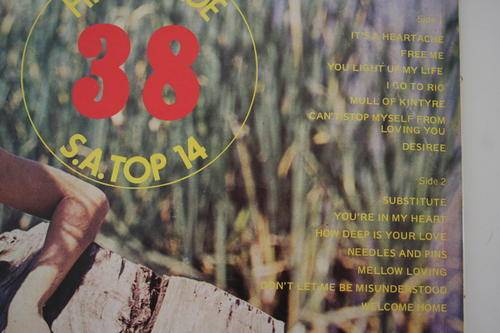 38
S.A. TOP 14
Side 1
IT'S A HEARTACHE
FREE ME
YOU LIGHT UP MY LIFE
I GO TO RIO
MULL OF KINTYRE
CAN'T STOP MYSELF FROM
LOVING YOU
DESIREE
Side 2
SUBSTITUTE
YOU'RE IN MY HEART
HOW DEEP IS YOUR LOVE
NEEDLES AND PINS
MELLOW LOVING
DON'T LET ME BE MISUNDERSTOOD
WELCOME HOME